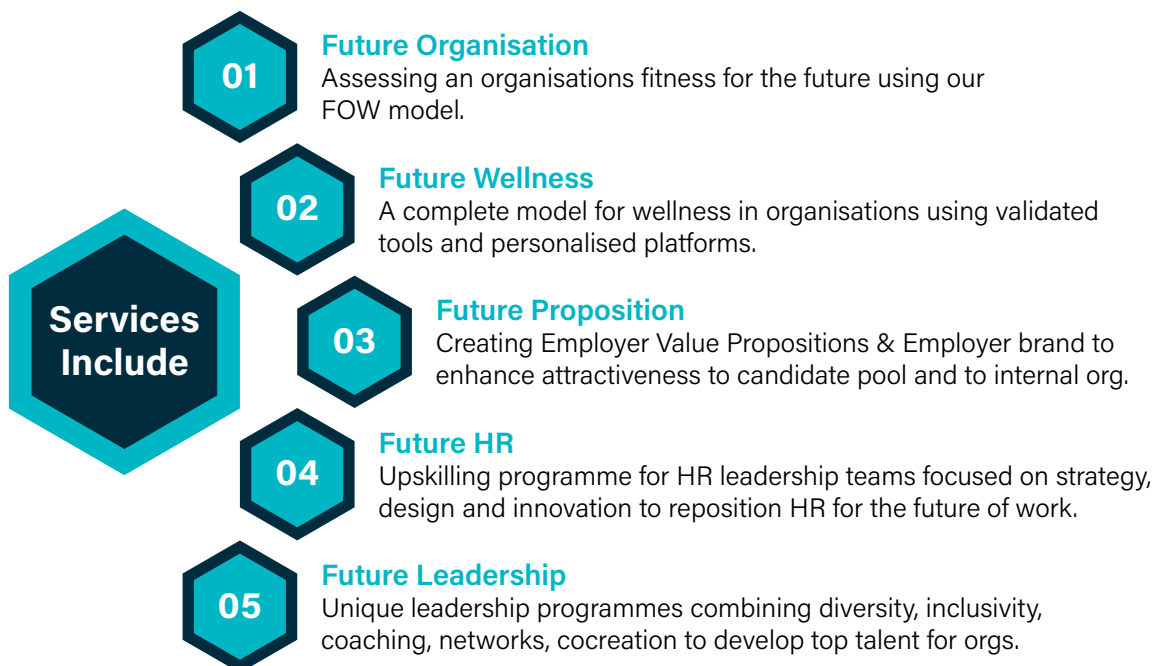 Services
Include
01
Future Organisation
Assessing an organisations fitness for the future using our
FOW model.
02
Future Wellness
A complete model for wellness in organisations using validated
tools and personalised platforms.
03
Future Proposition
Creating Employer Value Propositions & Employer brand to
enhance attractiveness to candidate pool and to internal org.
04
Future HR
Upskilling programme for HR leadership teams focused on strategy,
design and innovation to reposition HR for the future of work.
05
Future Leadership
Unique leadership programmes combining diversity, inclusivity,
coaching, networks, cocreation to develop top talent for orgs.